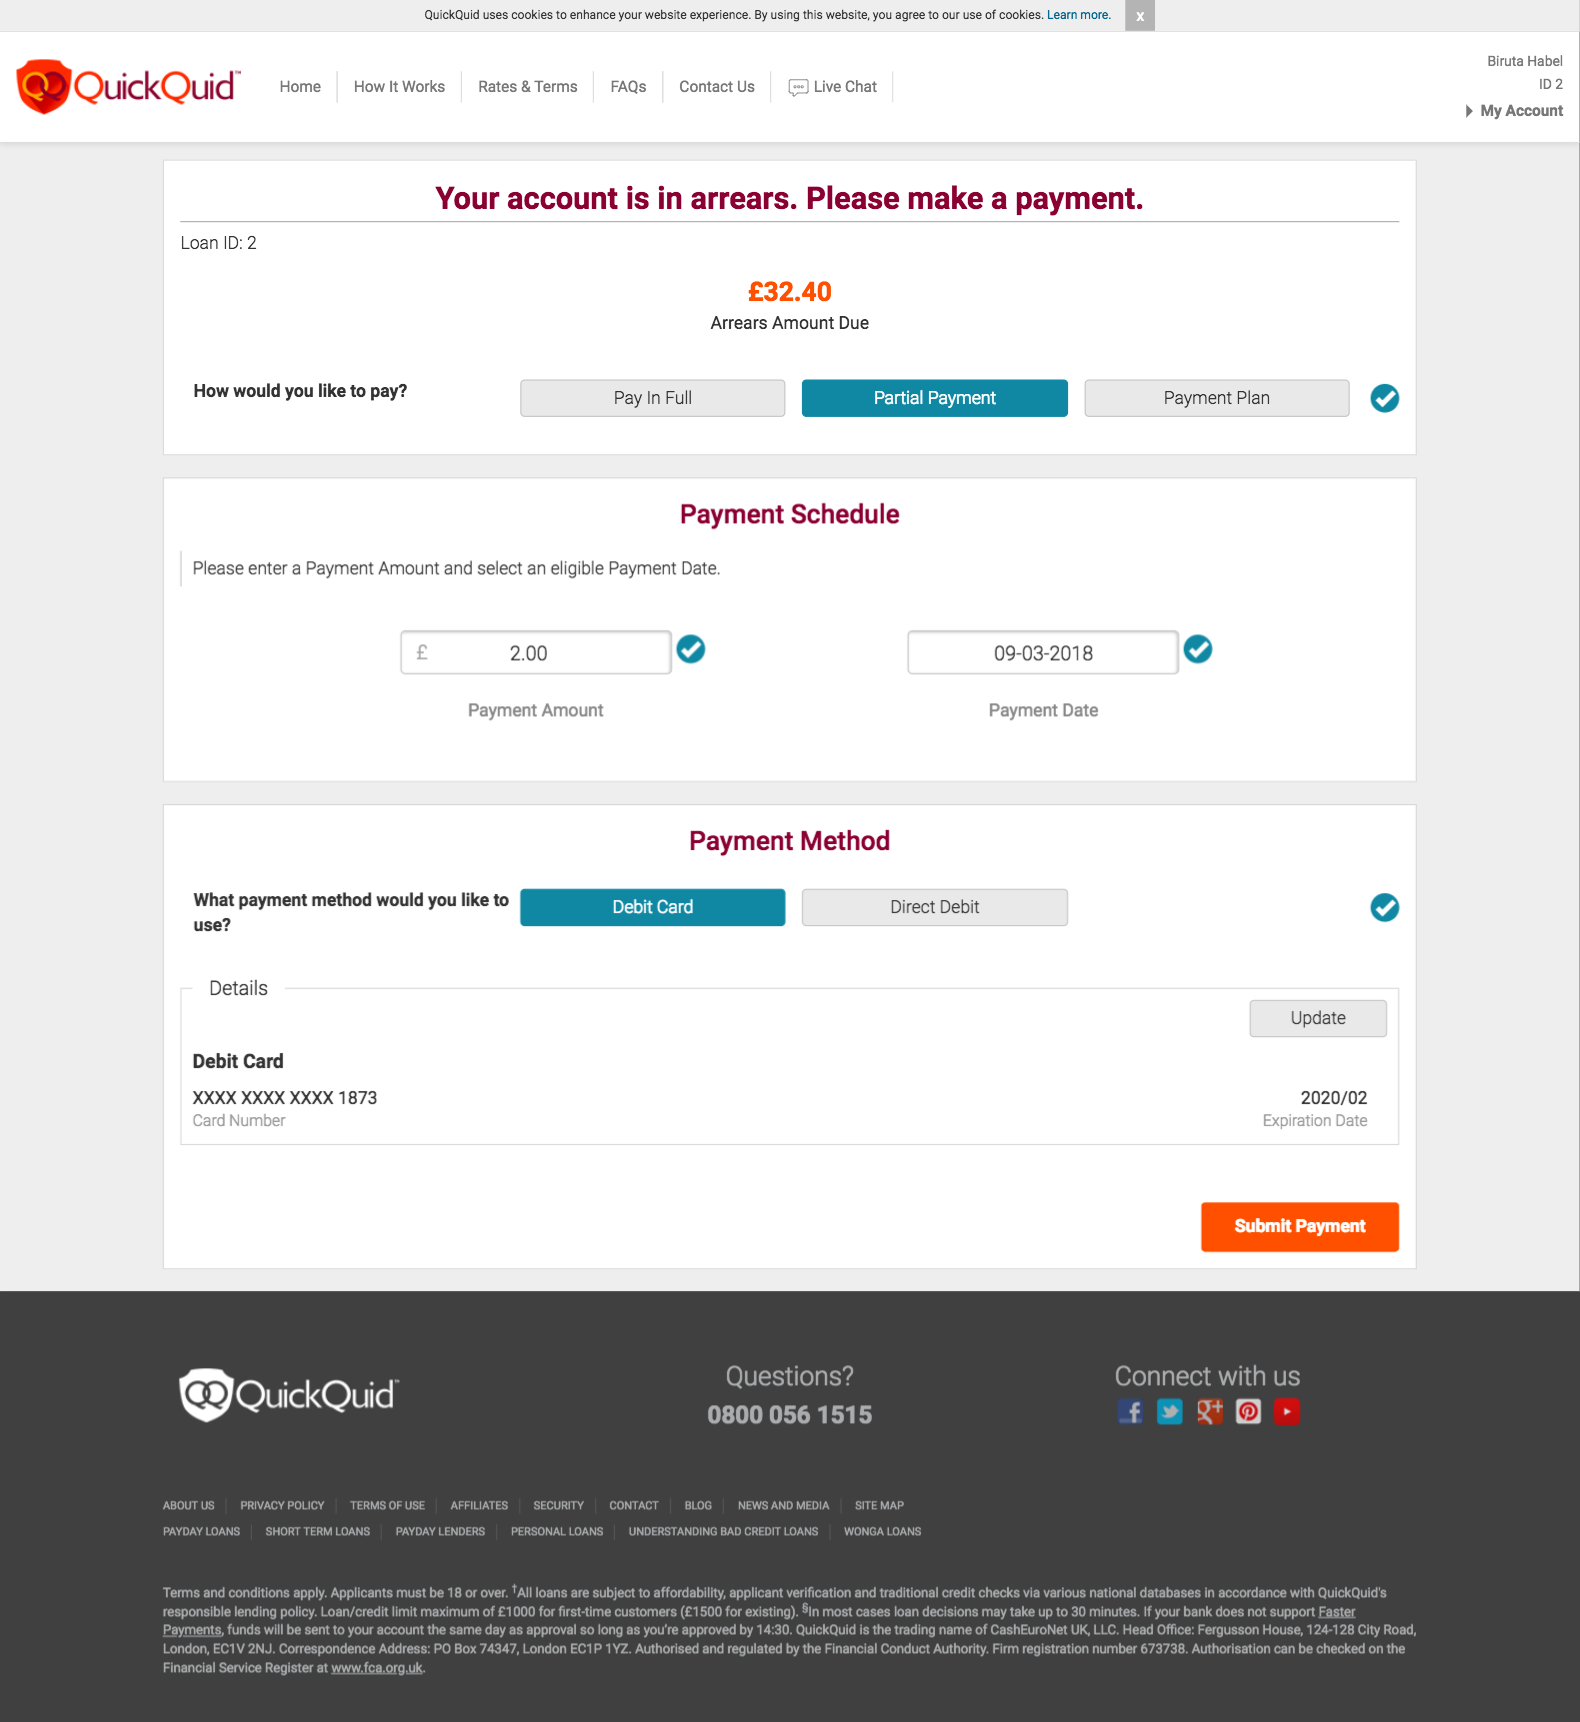 QuickQuid uses cookies to enhance your website experience. By using this website, you agree to our use of cookies. Learn more. x
QuickQuid™
Home
How It Works
Rates & Terms
FAQs
Contact Us
Live Chat
Biruta Habel
ID 2
My Account
Your account is in arrears. Please make a payment.
Loan ID: 2
£32.40
Arrears Amount Due
How would you like to pay?
Pay In Full
Partial Payment
Payment Plan
Payment Schedule
Please enter a Payment Amount and select an eligible Payment Date.
£ 2.00
09-03-2018
Payment Amount
Payment Date
Payment Method
What payment method would you like to
use?
Debit Card
Direct Debit
Details
Update
Debit Card
XXXX XXXX XXXX 1873
2020/02
Card Number
Expiration Date
Submit Payment
QuickQuid™
Questions?
0800 056 1515
Connect with us
ABOUT US PRIVACY POLICY TERMS OF USE AFFILIATES SECURITY CONTACT BLOG NEWS AND MEDIA SITE MAP
PAYDAY LOANS SHORT TERM LOANS PAYDAY LENDERS PERSONAL LOANS UNDERSTANDING BAD CREDIT LOANS WONGA LOANS
Terms and conditions apply. Applicants must be 18 or over. †All loans are subject to affordability, applicant verification and traditional credit checks via various national databases in accordance with QuickQuid's
responsible lending policy. Loan/credit limit maximum of £1000 for first-time customers (£1500 for existing). §In most cases loan decisions may take up to 30 minutes. If your bank does not support Faster
Payments, funds will be sent to your account the same day as approval so long as you're approved by 14:30. QuickQuid is the trading name of CashEuroNet UK, LLC. Head Office: Fergusson House, 124-128 City Road,
London, EC1V 2NJ. Correspondence Address: PO Box 74347, London EC1P 1YZ. Authorised and regulated by the Financial Conduct Authority. Firm registration number 673738. Authorisation can be checked on the
Financial Service Register at www.fca.org.uk.